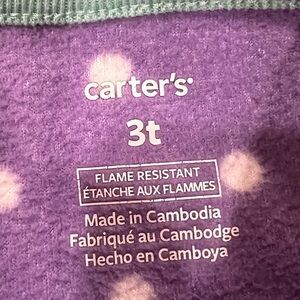 carter's
3t
FLAME RESISTANT
ÉTANCHE AUX FLAMMES
Made in Cambodia
Fabriqué au Cambodge
Hecho en Camboya